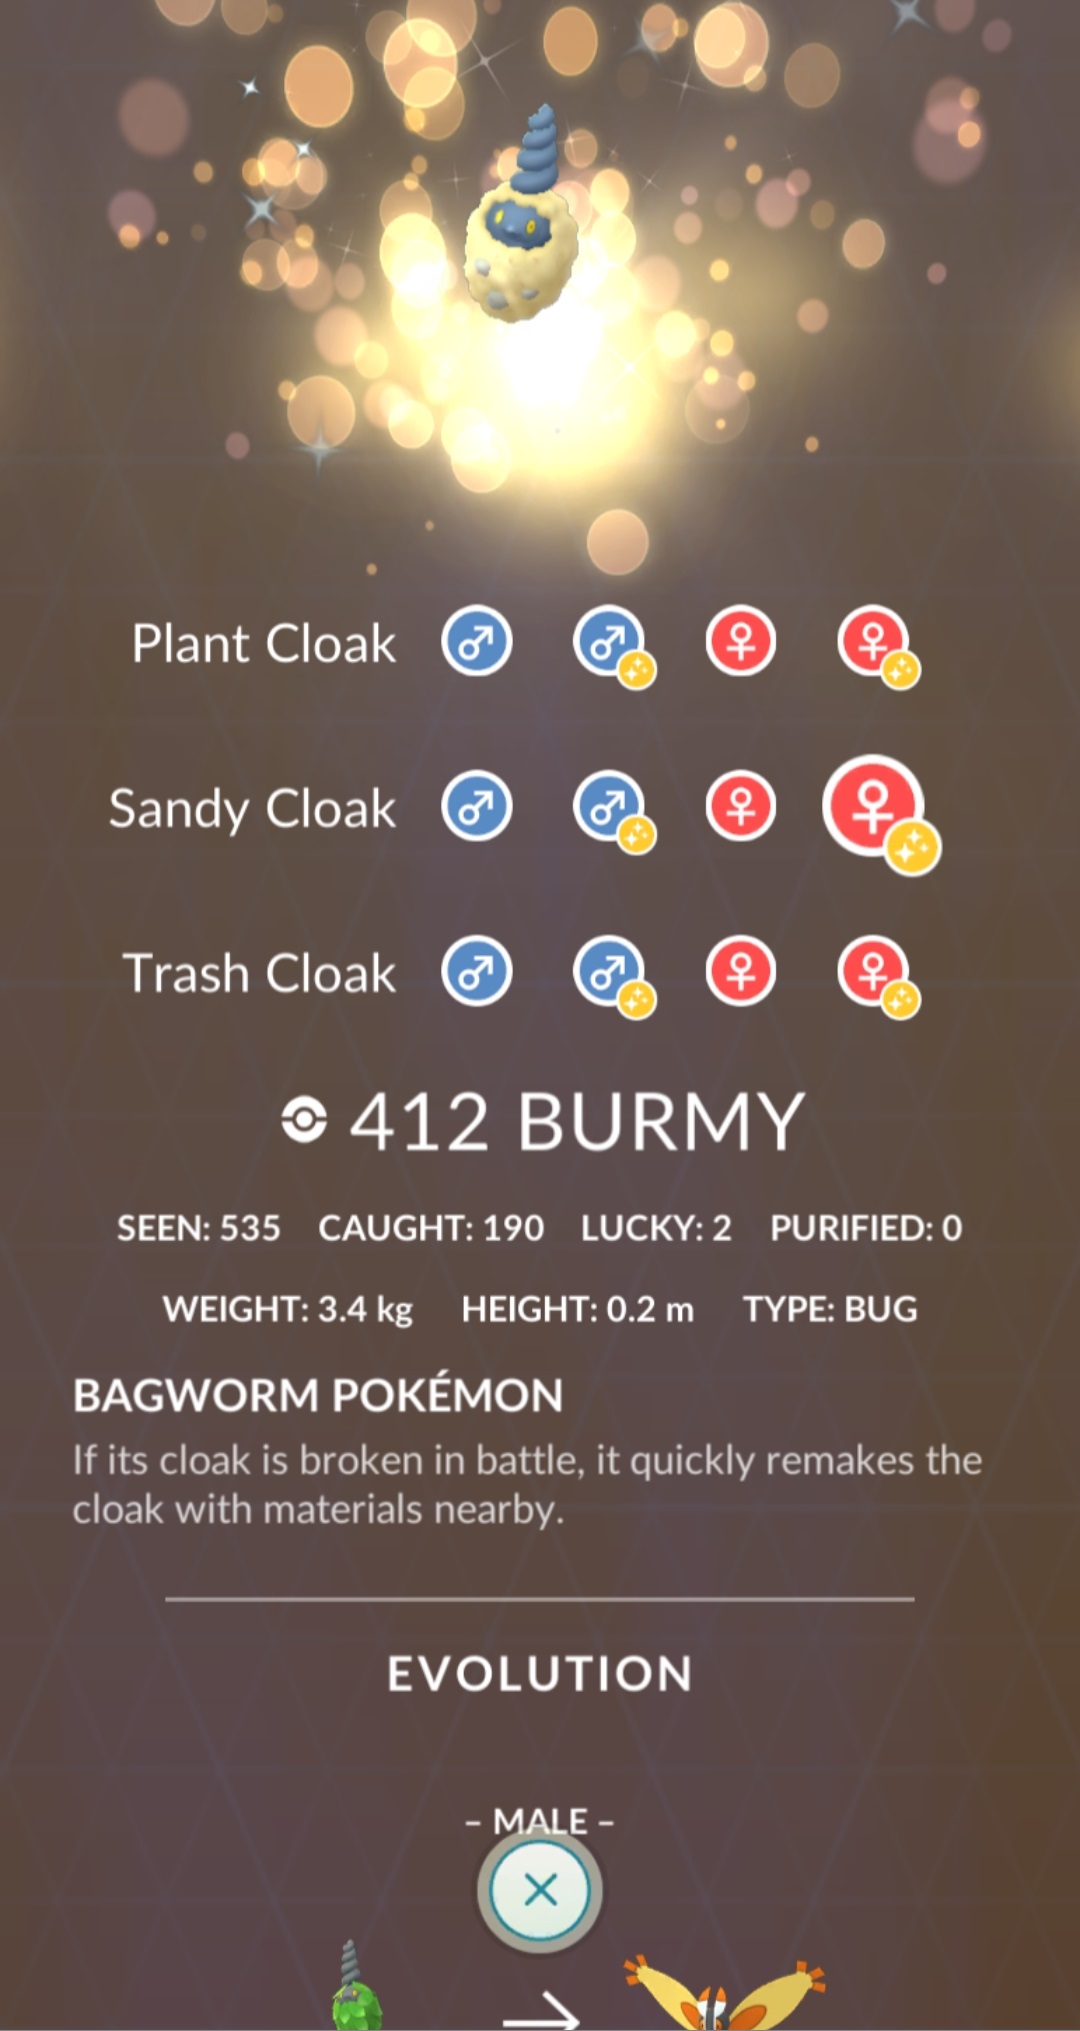 Plant Cloak
Sandy Cloak
Trash Cloak
412 BURMY
SEEN: 535 CAUGHT: 190 LUCKY: 2 PURIFIED: 0
WEIGHT: 3.4 kg HEIGHT: 0.2 m TYPE: BUG
BAGWORM POKÉMON
If its cloak is broken in battle, it quickly remakes the
cloak with materials nearby.
EVOLUTION
– MALE –